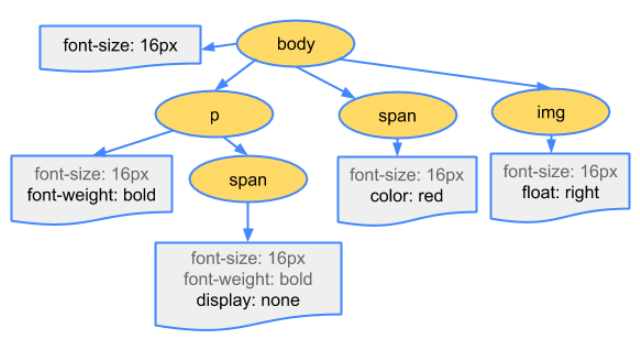 font-size: 16px
body
p
span
img
font-size: 16px
font-weight: bold
span
font-size: 16px
color: red
font-size: 16px
float: right
font-size: 16px
font-weight: bold
display: none